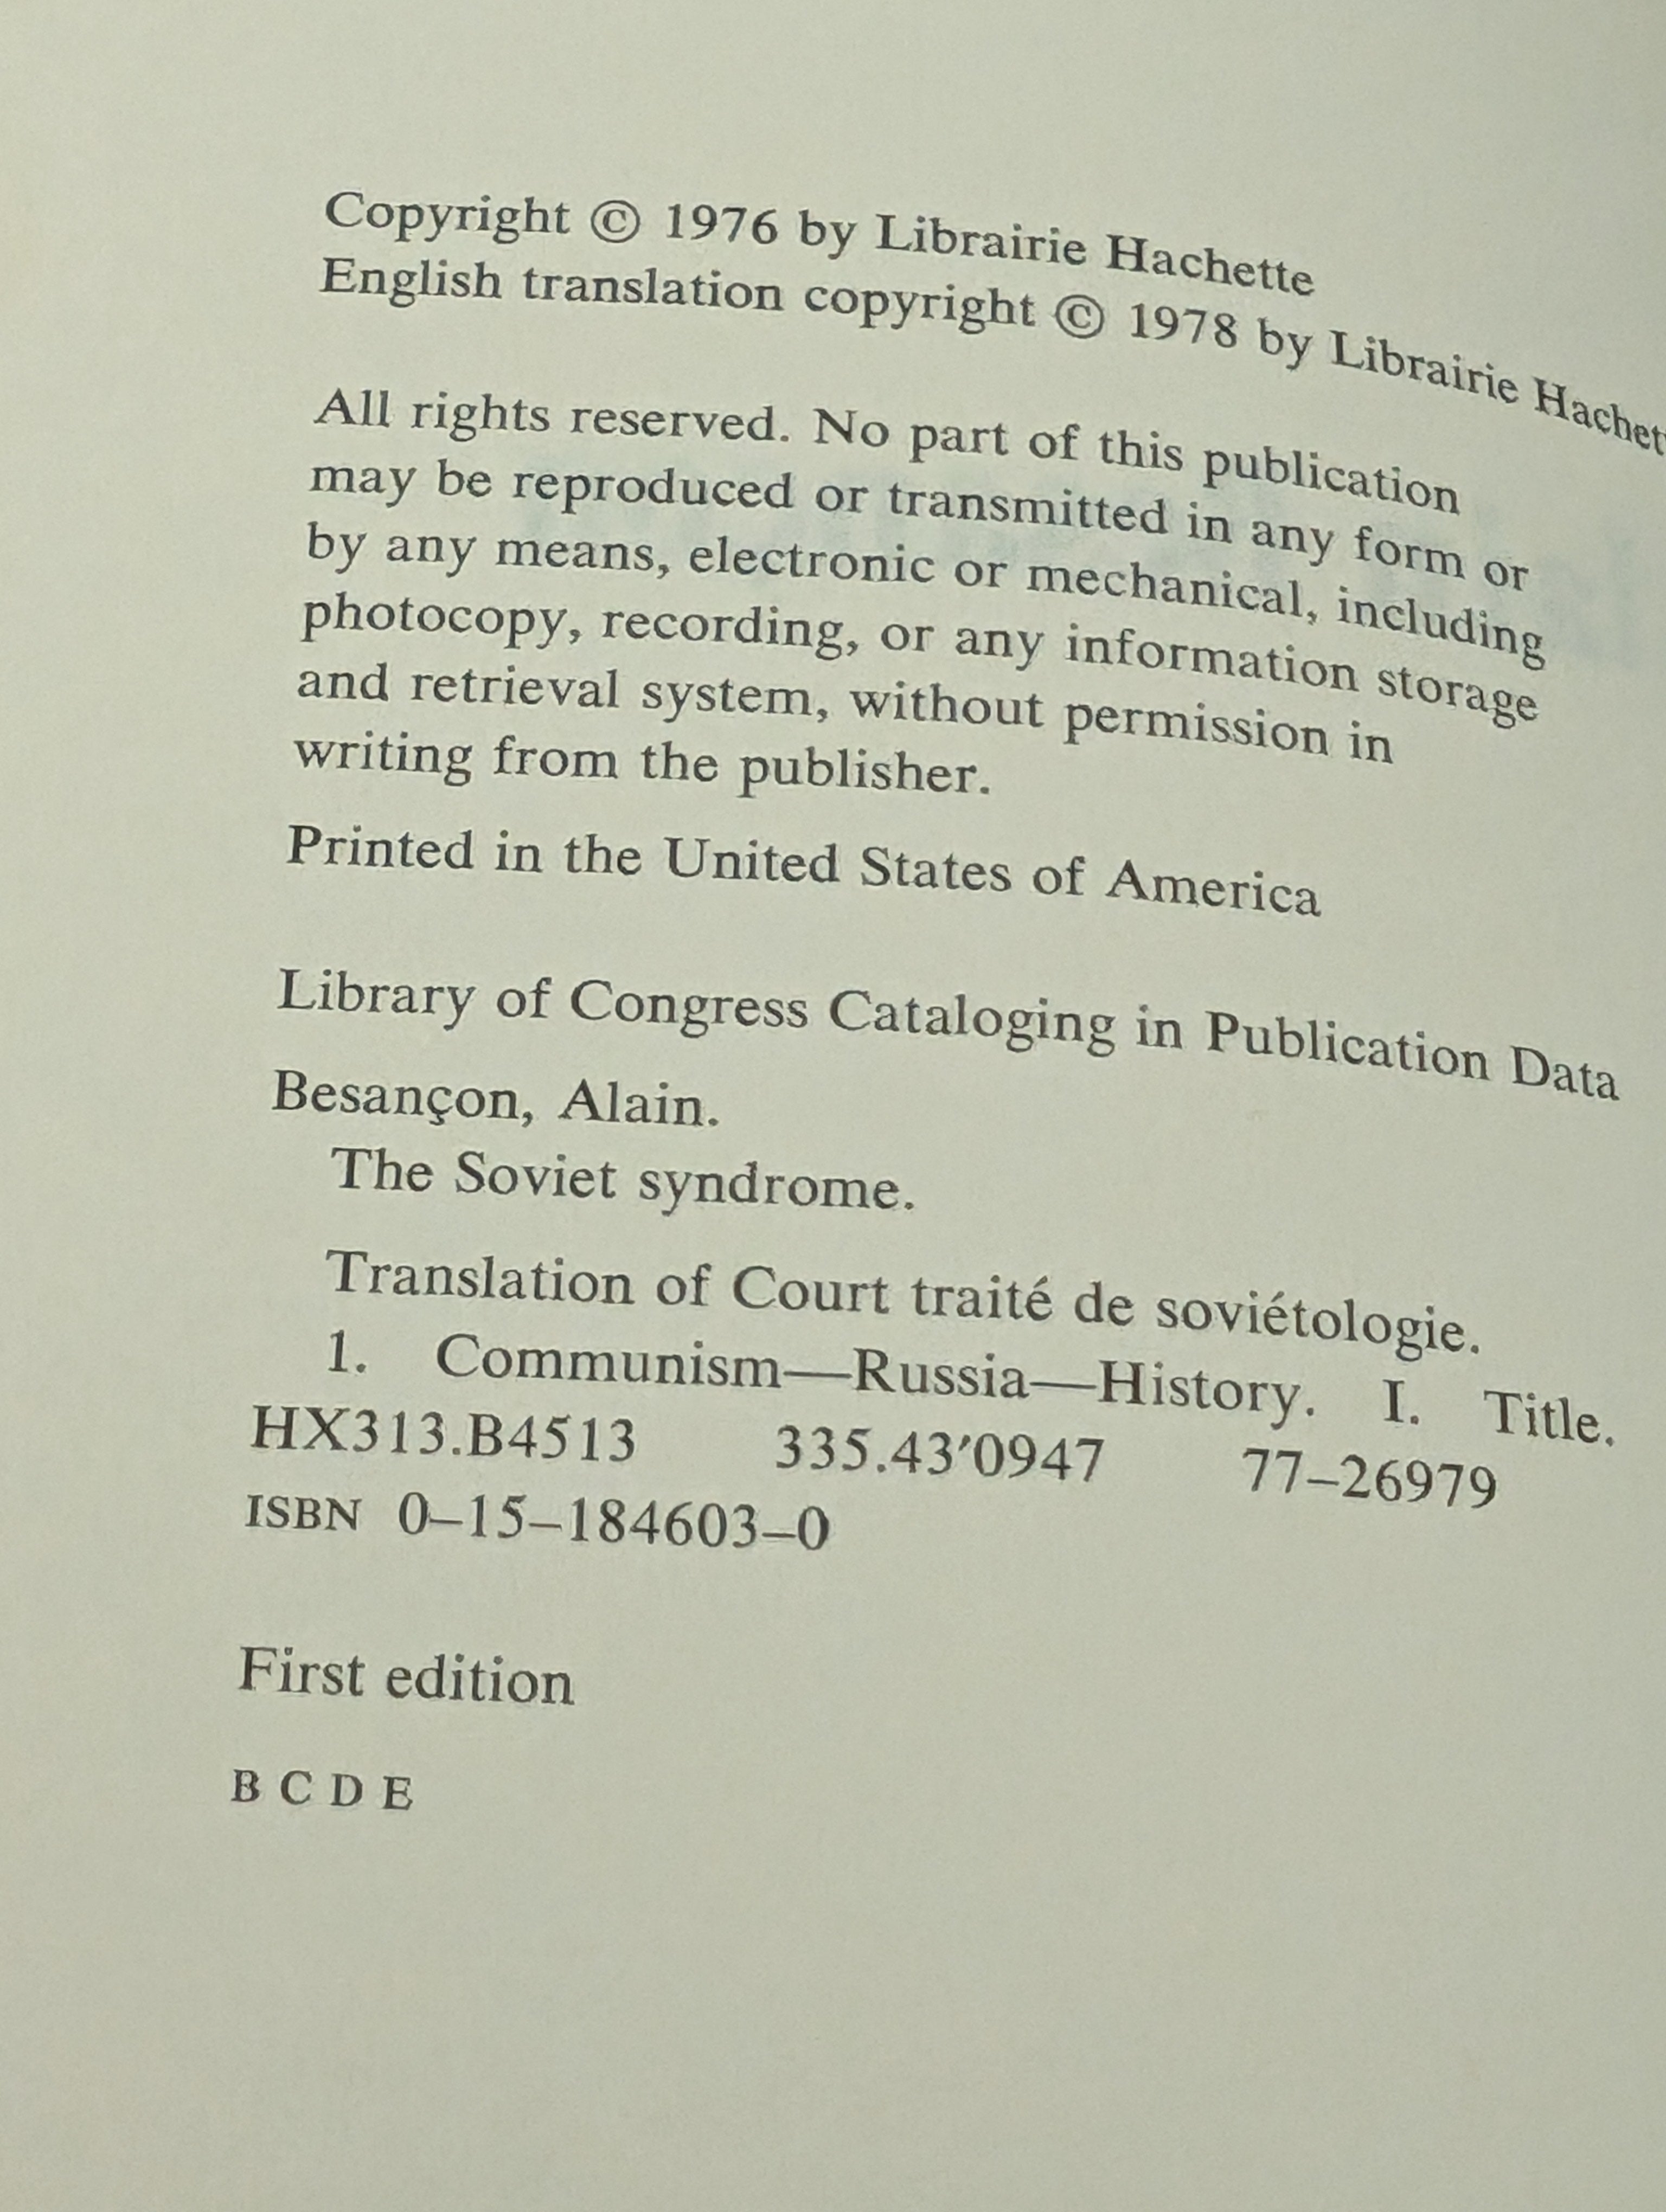 Copyright © 1976 by Librairie Hachette
English translation copyright © 1978 by Librairie
All rights reserved. No part of this publication
may be reproduced or transmitted in any form or
by any means, electronic or mechanical, including
photocopy, recording, or any information storage
and retrieval system, without permission in
writing from the publisher.
Printed in the United States of America
Library of Congress Cataloging in Publication Data
Besançon, Alain.
The Soviet syndrome.
Translation of Court traité de soviétologie.
1. Communism—Russia—History. I. Title.
HX313.B4513 335.43′0947 77–26979
ISBN 0–15–184603–0
First edition
B C D E